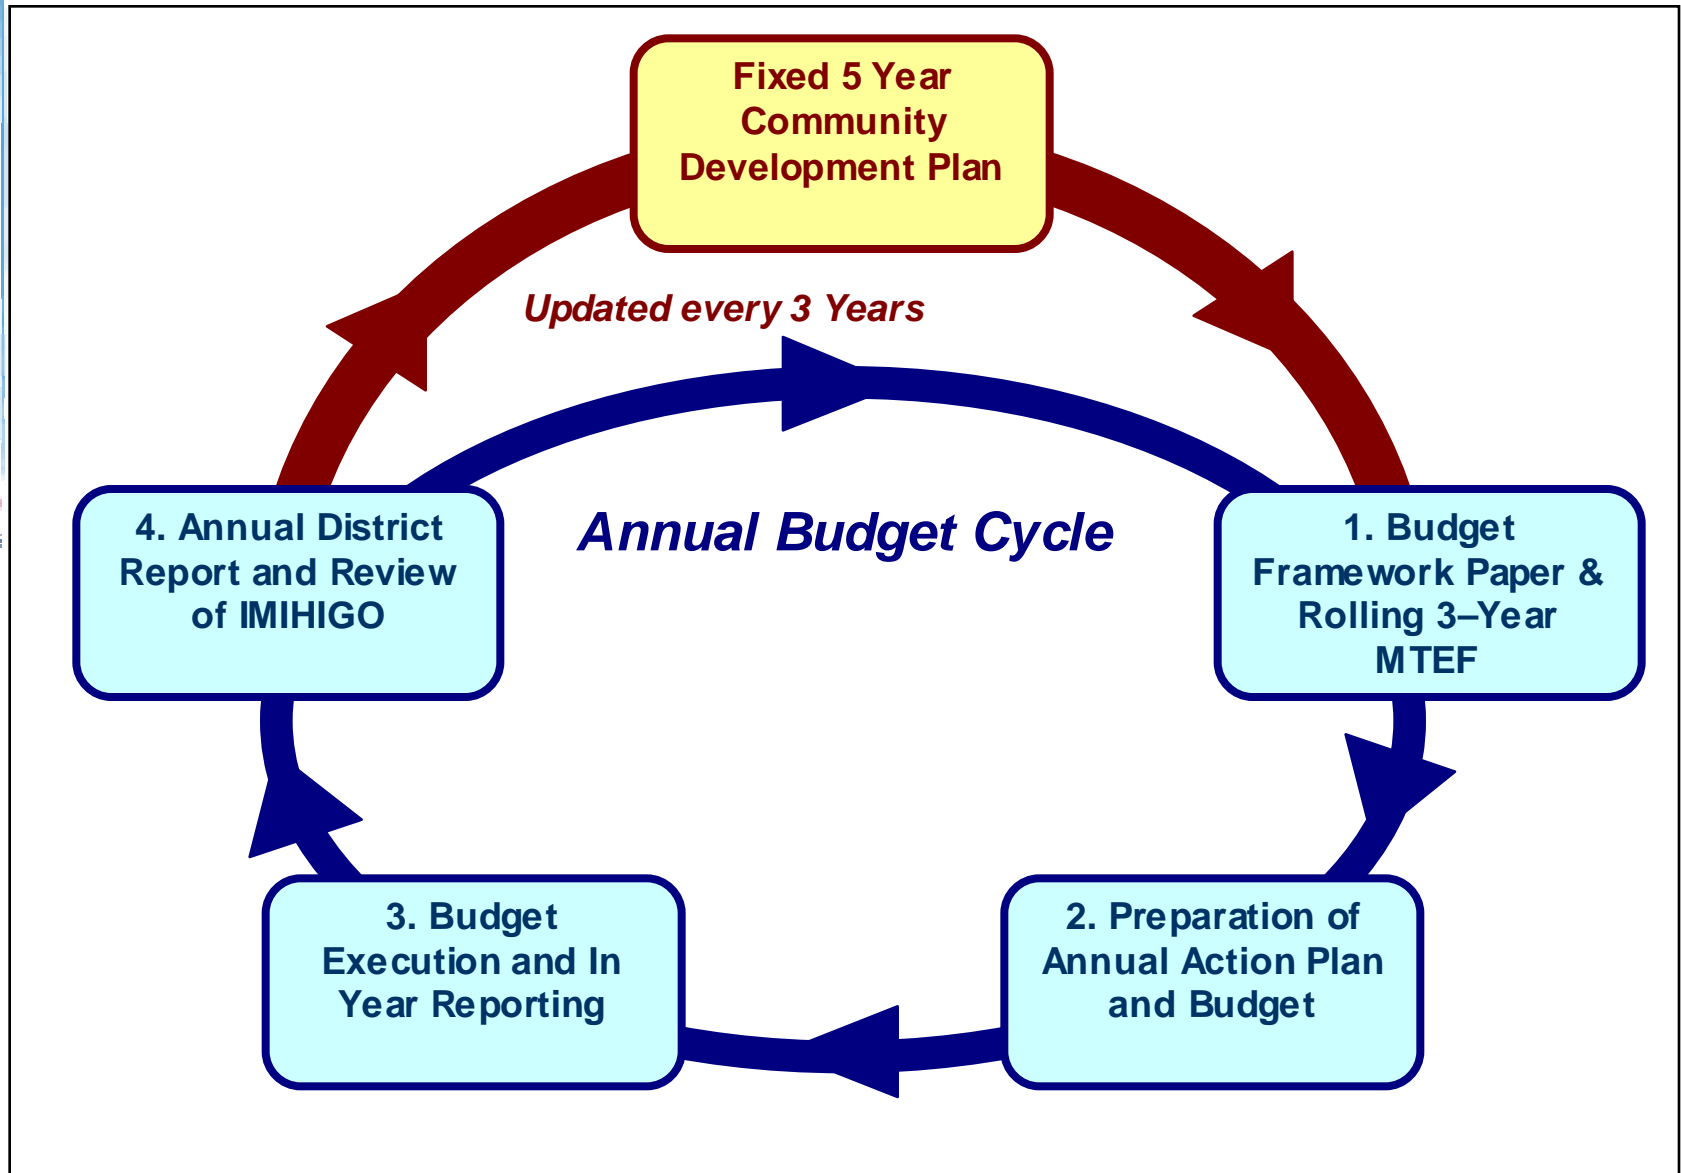 Fixed 5 Year
Community
Development Plan
Updated every 3 Years
Annual Budget Cycle
4. Annual District
Report and Review
of IMIHIGO
1. Budget
Framework Paper &
Rolling 3–Year
MTEF
3. Budget
Execution and In
Year Reporting
2. Preparation of
Annual Action Plan
and Budget